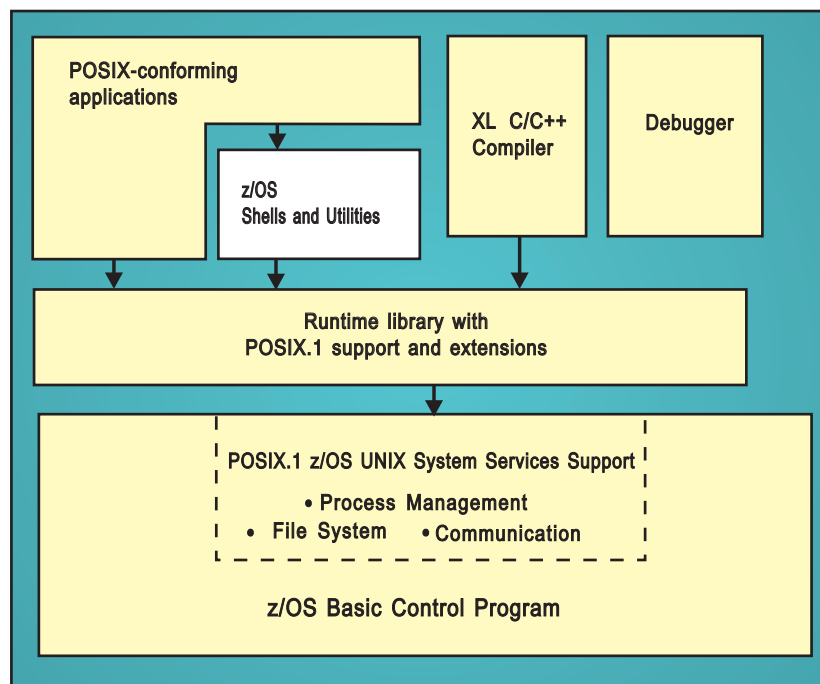 POSIX-conforming
applications
XL C/C++
Compiler
Debugger
z/OS
Shells and Utilities
Runtime library with
POSIX.1 support and extensions
POSIX.1 z/OS UNIX System Services Support
• Process Management
• File System • Communication
z/OS Basic Control Program